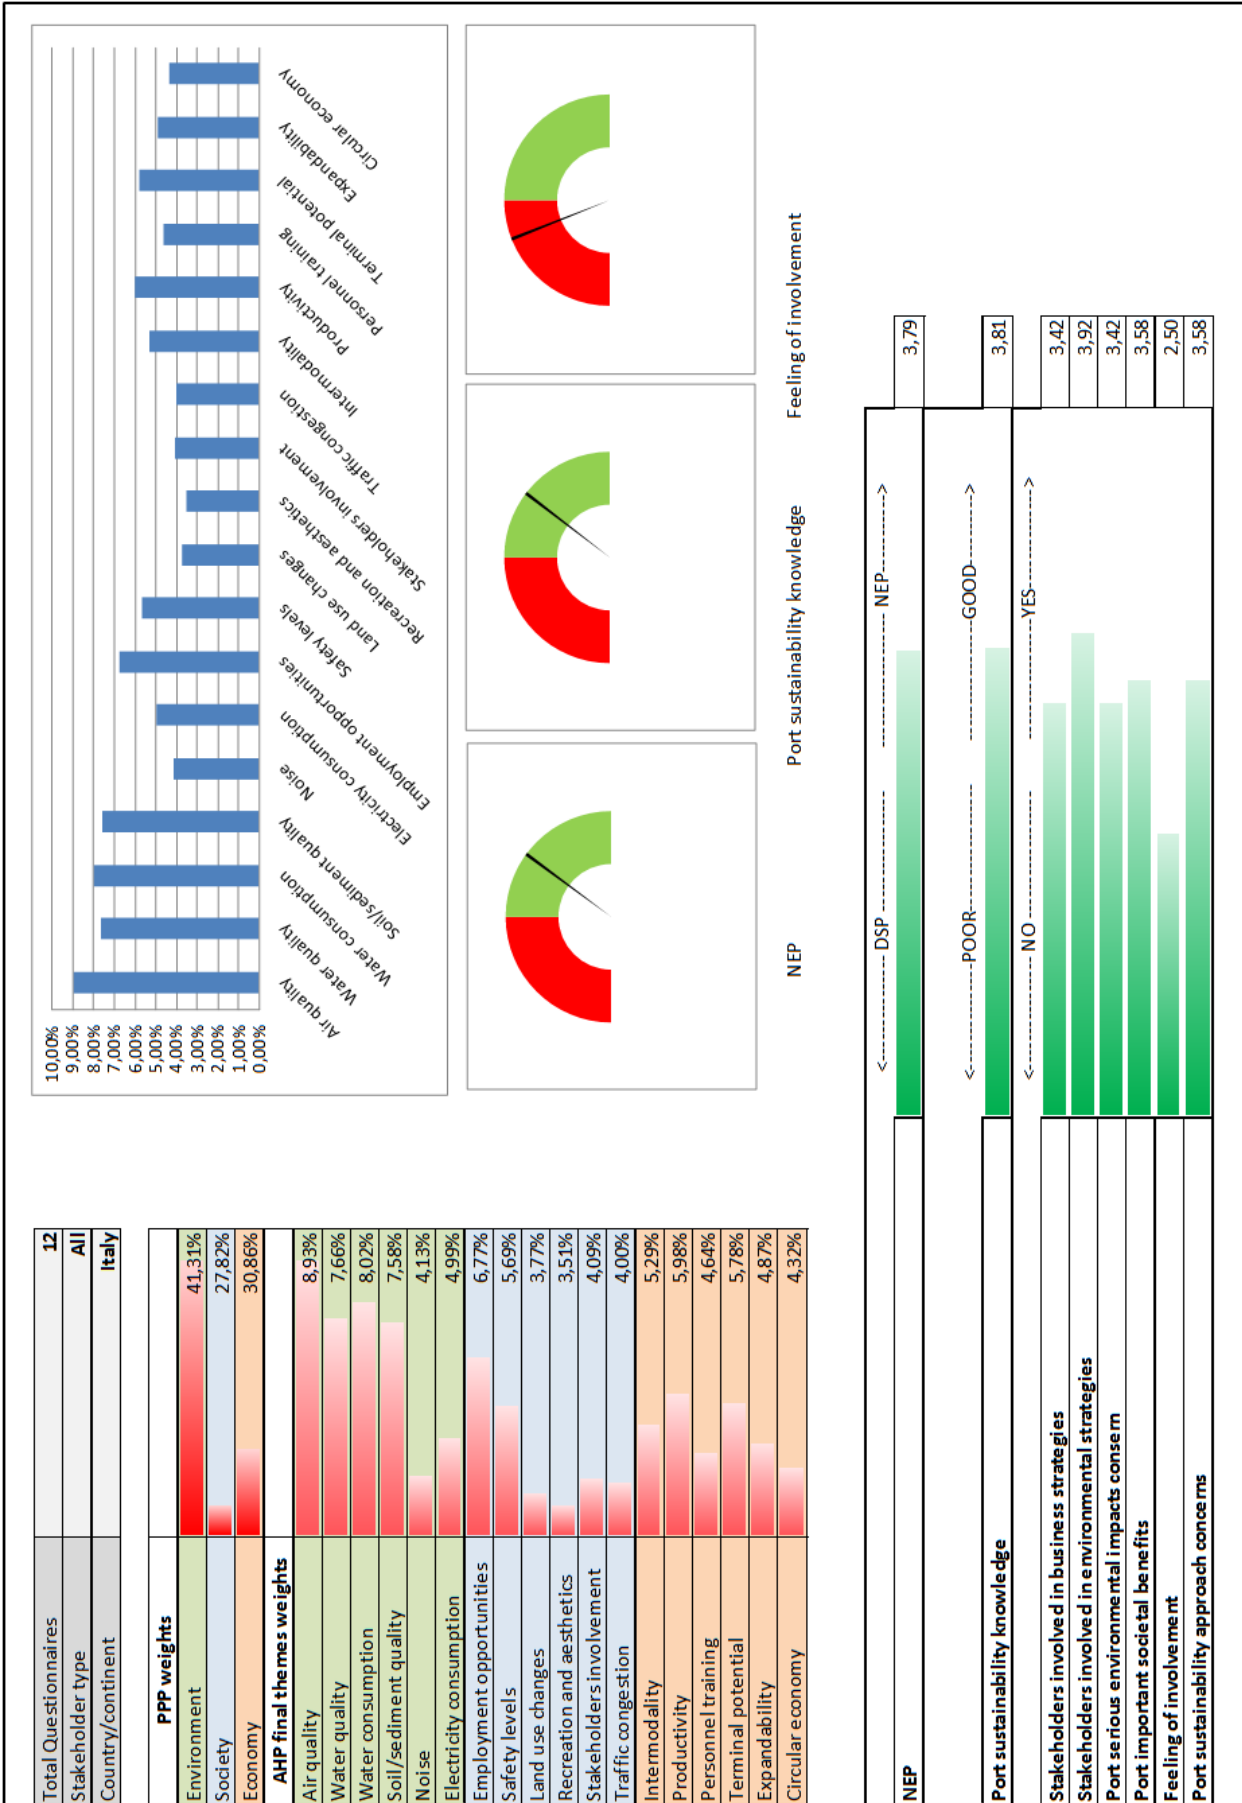 Total Questionnaires 12
Stakeholder type All
Country/continent Italy
PPP weights
Environment 41,31%
Society 27,82%
Economy 30,86%
AHP final themes weights
Air quality 8,93%
Water quality 7,66%
Water consumption 8,02%
Soil/sediment quality 7,58%
Noise 4,13%
Electricity consumption 4,99%
Employment opportunities 6,77%
Safety levels 5,69%
Land use changes 3,77%
Recreation and aesthetics 3,51%
Stakeholders involvement 4,09%
Traffic congestion 4,00%
Intermodality 5,29%
Productivity 5,98%
Personnel training 4,64%
Terminal potential 5,78%
Expandability 4,87%
Circular economy 4,32%
10,00%
9,00%
8,00%
7,00%
6,00%
5,00%
4,00%
3,00%
2,00%
1,00%
0,00%
Air quality
Water quality
Water consumption
Soil/sediment quality
Noise
Electricity consumption
Employment opportunities
Safety levels
Land use changes
Recreation and aesthetics
Stakeholders involvement
Traffic congestion
Intermodality
Productivity
Personnel training
Terminal potential
Expandability
Circular economy
NEP
Port sustainability knowledge
Feeling of involvement
<----------- DSP ----------- ----------- NEP ----------->
NEP 3,79
<-----------POOR----------- -----------GOOD----------->
Port sustainability knowledge 3,81
<----------- NO ----------- -----------YES----------->
Stakeholders involved in business strategies 3,42
Stakeholders involved in environmental strategies 3,92
Port serious environmental impacts consern 3,42
Port important societal benefits 3,58
Feeling of involvement 2,50
Port sustainability approach concerns 3,58